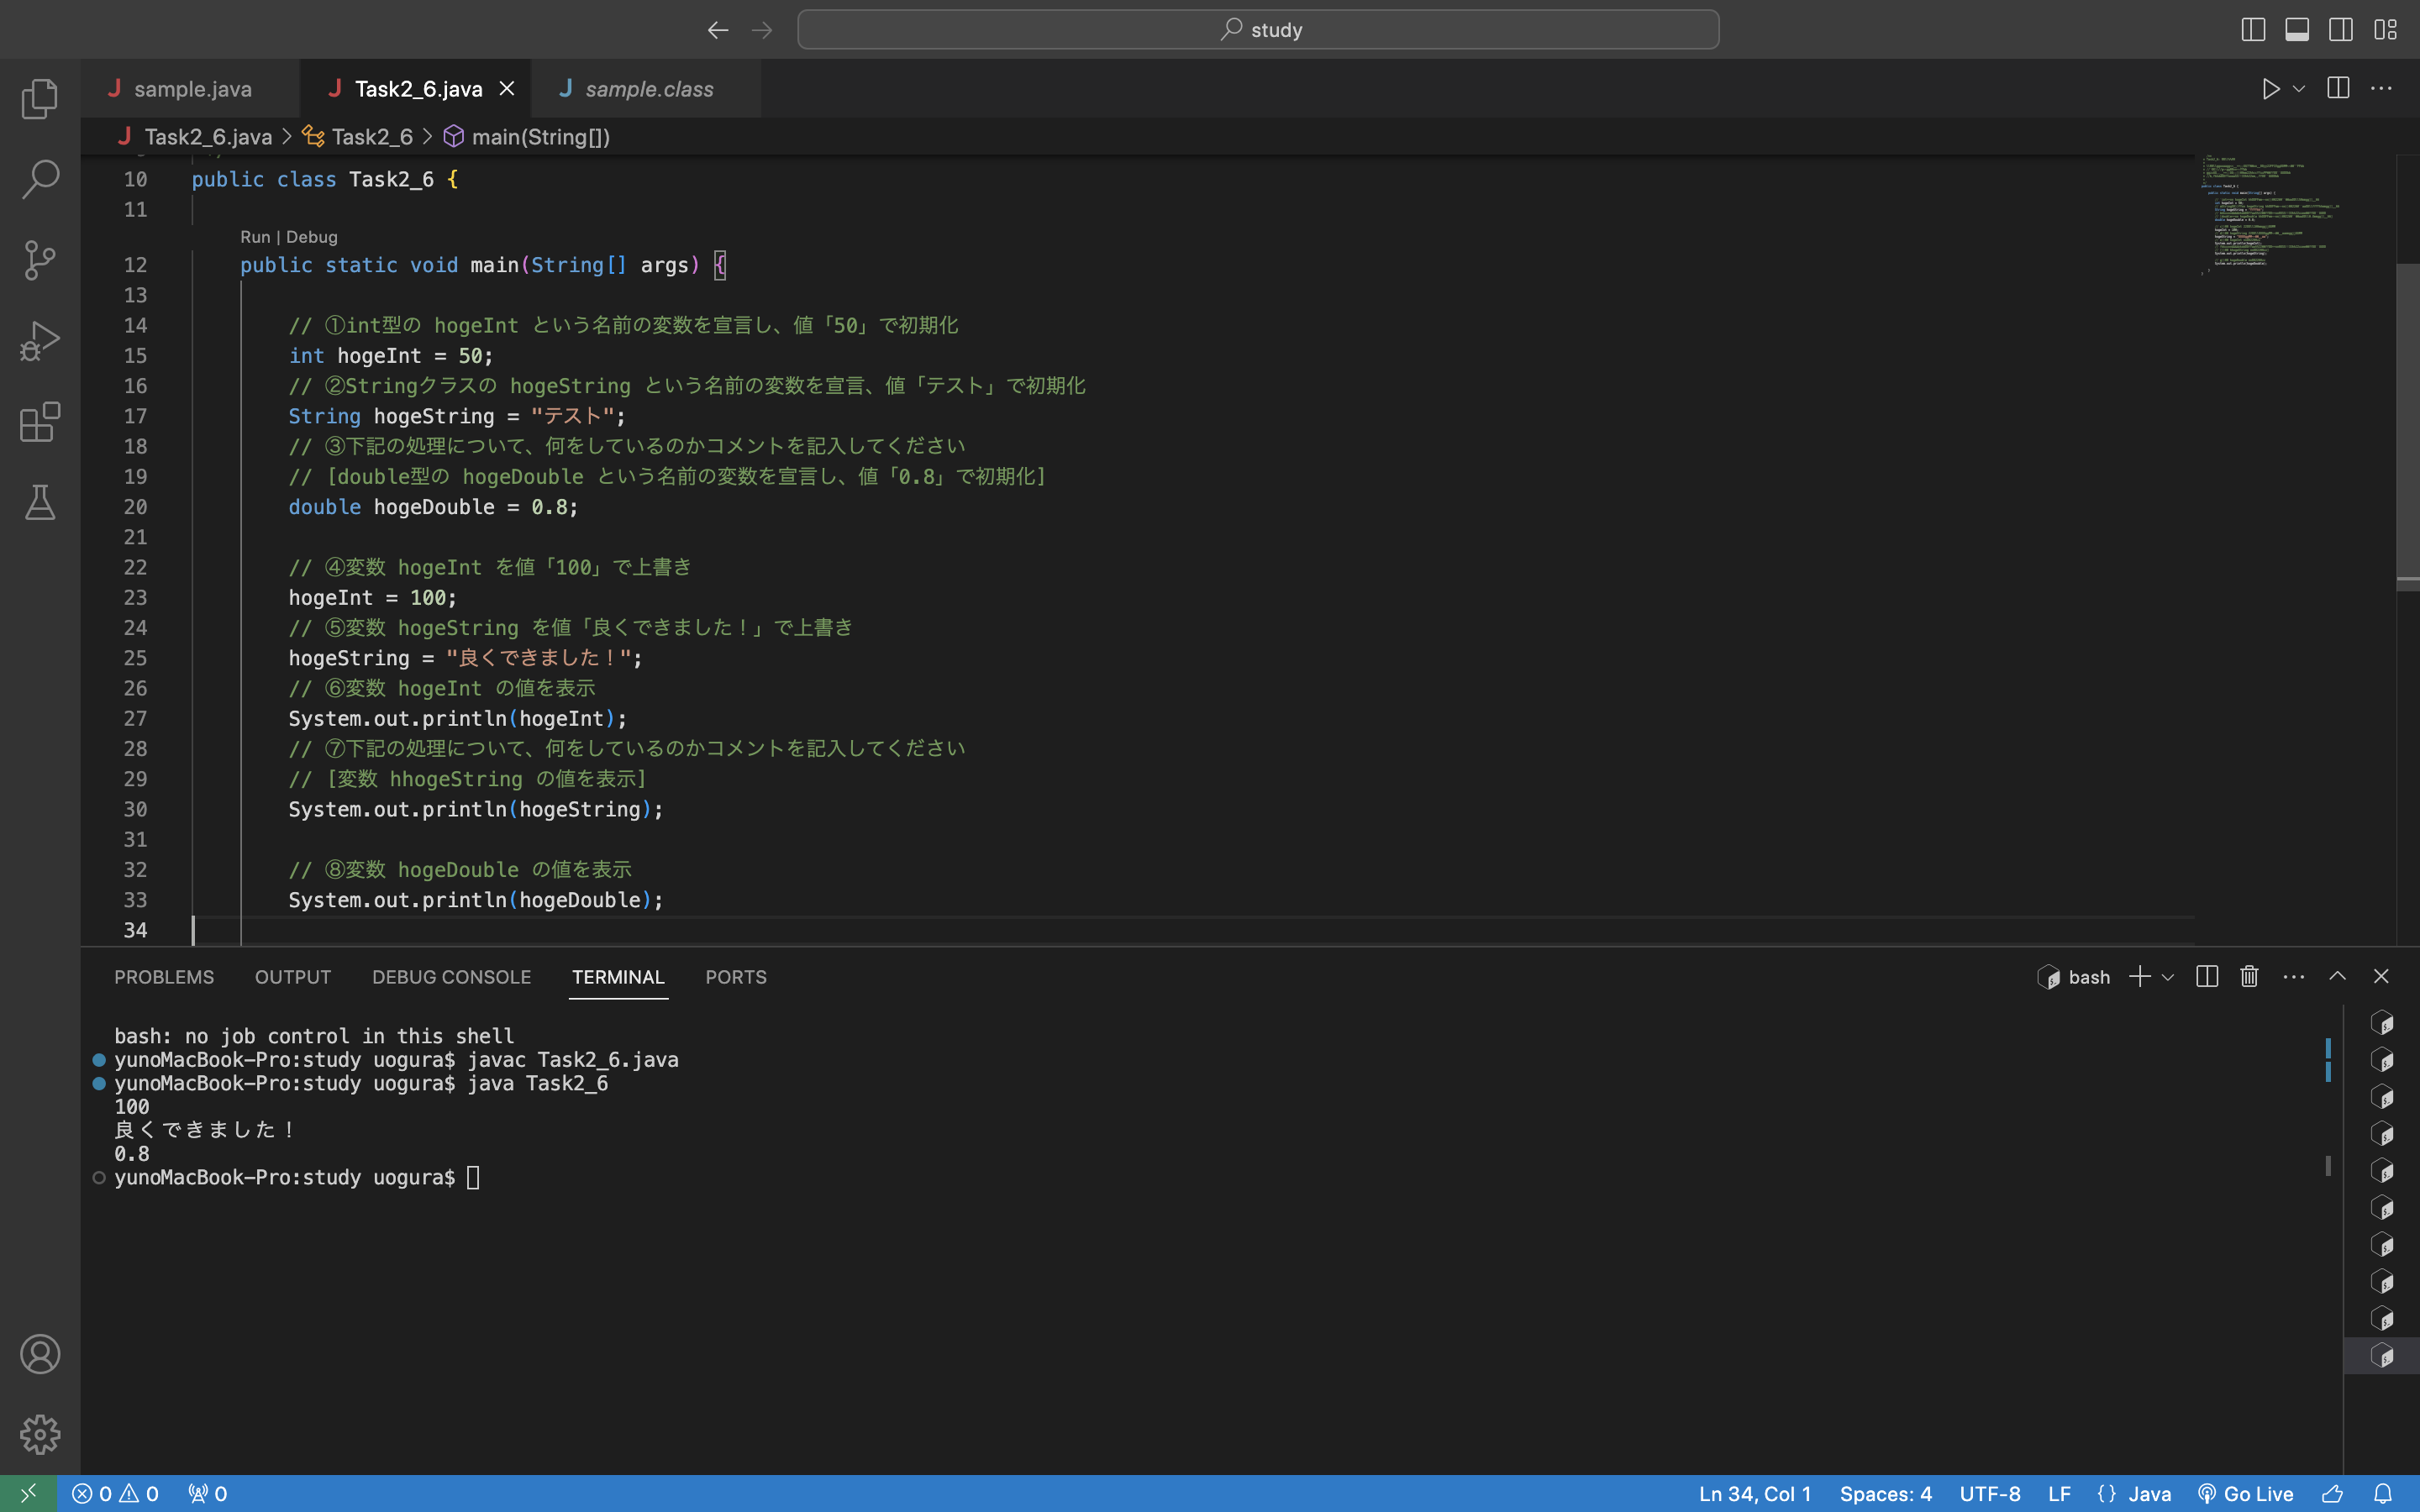 study
sample.java
Task2_6.java
sample.class
Task2_6.java > Task2_6 > main(String[])
10 public class Task2_6 {
11
Run | Debug
12 public static void main(String[] args) {
13
14 // ①int型の hogeInt という名前の変数を宣言し、値「50」で初期化
15 int hogeInt = 50;
16 // ②Stringクラスの hogeString という名前の変数を宣言、値「テスト」で初期化
17 String hogeString = "テスト";
18 // ③下記の処理について、何をしているのかコメントを記入してください
19 // [double型の hogeDouble という名前の変数を宣言し、値「0.8」で初期化]
20 double hogeDouble = 0.8;
21
22 // ④変数 hogeInt を値「100」で上書き
23 hogeInt = 100;
24 // ⑤変数 hogeString を値「良くできました！」で上書き
25 hogeString = "良くできました！";
26 // ⑥変数 hogeInt の値を表示
27 System.out.println(hogeInt);
28 // ⑦下記の処理について、何をしているのかコメントを記入してください
29 // [変数 hhogeString の値を表示]
30 System.out.println(hogeString);
31
32 // ⑧変数 hogeDouble の値を表示
33 System.out.println(hogeDouble);
34
PROBLEMS OUTPUT DEBUG CONSOLE TERMINAL PORTS
bash
bash: no job control in this shell
yunoMacBook-Pro:study uogura$ javac Task2_6.java
yunoMacBook-Pro:study uogura$ java Task2_6
100
良くできました！
0.8
yunoMacBook-Pro:study uogura$
0 0 0
Ln 34, Col 1 Spaces: 4 UTF-8 LF {} Java Go Live